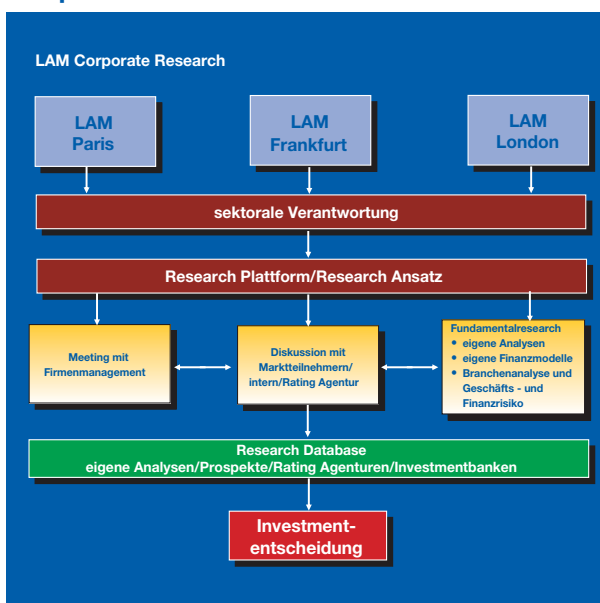 LAM Corporate Research
LAM
Paris
LAM
Frankfurt
LAM
London
sektorale Verantwortung
Research Plattform/Research Ansatz
Meeting mit
Firmenmanagement
Diskussion mit
Marktteilnehmern/
intern/Rating Agentur
Fundamentalresearch
• eigene Analysen
• eigene Finanzmodelle
• Branchenanalyse und
Geschäfts - und
Finanzrisiko
Research Database
eigene Analysen/Prospekte/Rating Agenturen/Investmentbanken
Investment-
entscheidung